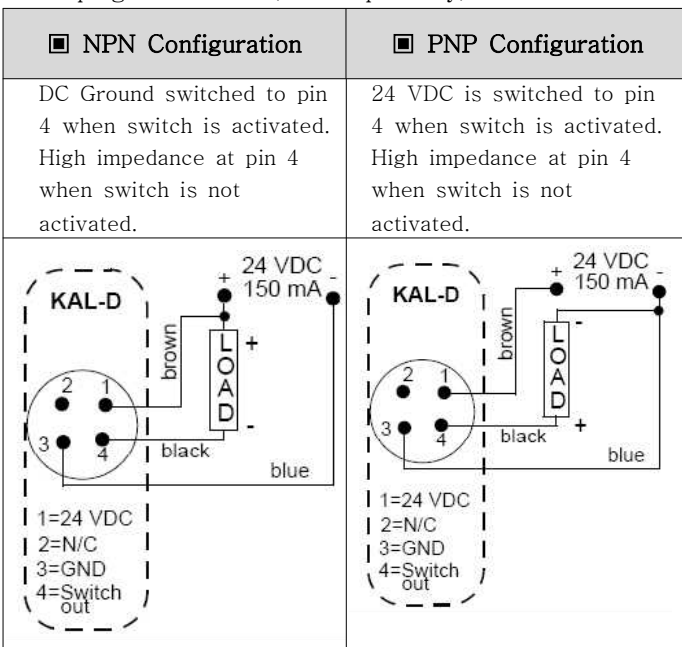 ▣ NPN Configuration
▣ PNP Configuration
DC Ground switched to pin
4 when switch is activated.
High impedance at pin 4
when switch is not
activated.
24 VDC is switched to pin
4 when switch is activated.
High impedance at pin 4
when switch is not
activated.
KAL-D
+ 24 VDC -
150 mA
brown
LOAD
+
-
2 1
3 4
black
blue
1=24 VDC
2=N/C
3=GND
4=Switch
out
KAL-D
+ 24 VDC -
150 mA
brown
LOAD
-
+
2 1
3 4
black
blue
1=24 VDC
2=N/C
3=GND
4=Switch
out